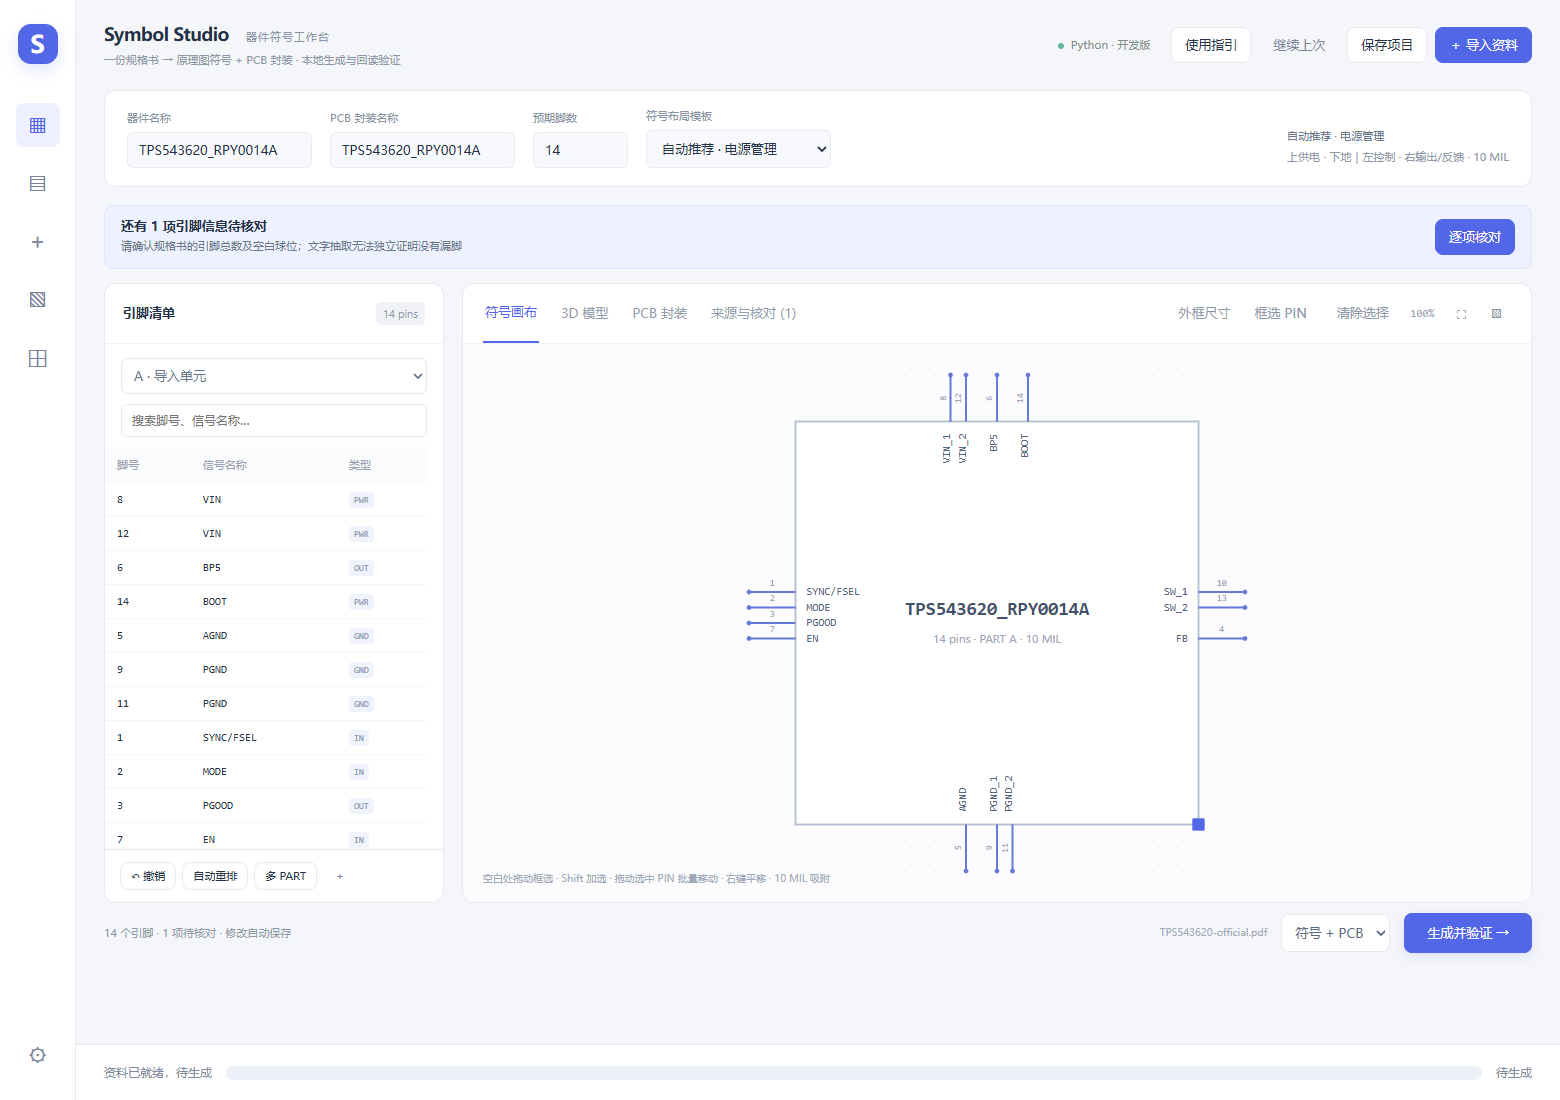 S
Symbol Studio 器件符号工作台
一份规格书 → 原理图符号 + PCB 封装 · 本地生成与回读验证
Python · 开发版
使用指引
继续上次
保存项目
+ 导入资料
器件名称
TPS543620_RPY0014A
PCB 封装名称
TPS543620_RPY0014A
预期脚数
14
符号布局模板
自动推荐 · 电源管理
自动推荐 · 电源管理
上供电 · 下地 | 左控制 · 右输出/反馈 · 10 MIL
还有 1 项引脚信息待核对
请确认规格书的引脚总数及空白球位；文字抽取无法独立证明没有漏脚
逐项核对
引脚清单
14 pins
A · 导入单元
搜索脚号、信号名称...
脚号 信号名称 类型
8 VIN PWR
12 VIN PWR
6 BP5 OUT
14 BOOT PWR
5 AGND GND
9 PGND GND
11 PGND GND
1 SYNC/FSEL IN
2 MODE IN
3 PGOOD OUT
7 EN IN
↶ 撤销
自动重排
多 PART
+
符号画布
3D 模型
PCB 封装
来源与核对 (1)
外框尺寸
框选 PIN
清除选择
100%
8
12
6
14
VIN_1
VIN_2
BP5
BOOT
1 SYNC/FSEL
2 MODE
3 PGOOD
7 EN
TPS543620_RPY0014A
14 pins · PART A · 10 MIL
SW_1 10
SW_2 13
FB 4
AGND
PGND_1
PGND_2
5
9
11
空白处拖动框选 · Shift 加选 · 拖动选中 PIN 批量移动 · 右键平移 · 10 MIL 吸附
14 个引脚 · 1 项待核对 · 修改自动保存
TPS543620-official.pdf
符号 + PCB
生成并验证 →
资料已就绪，待生成
待生成